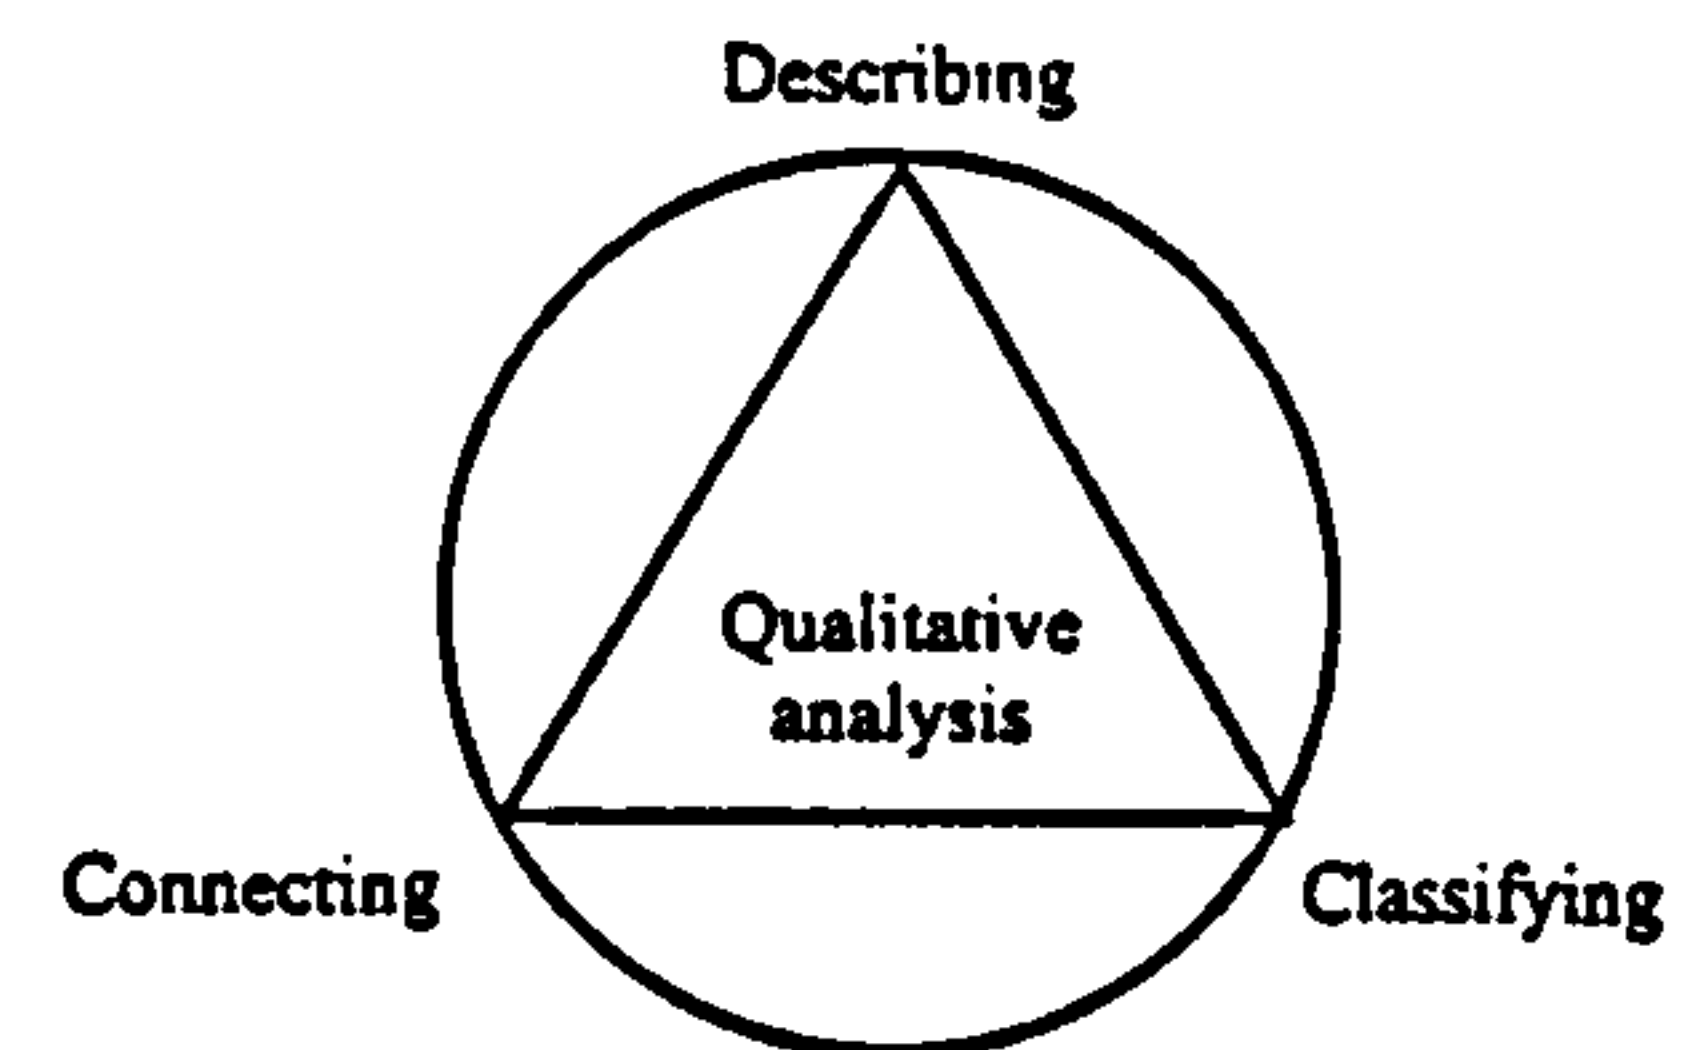 Describing
Qualitative
analysis
Connecting
Classifying